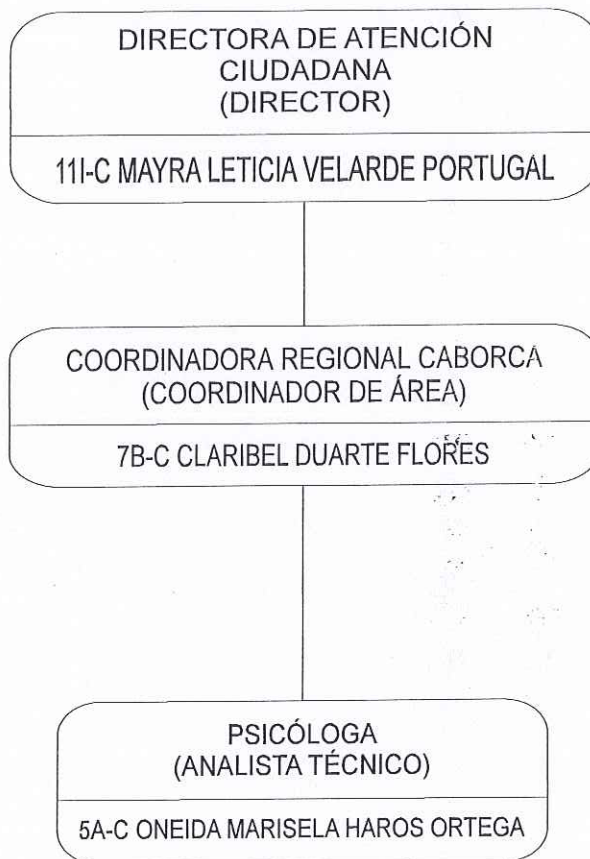 DIRECTORA DE ATENCIÓN
CIUDADANA
(DIRECTOR)
11I-C MAYRA LETICIA VELARDE PORTUGAL
COORDINADORA REGIONAL CABORCA
(COORDINADOR DE ÁREA)
7B-C CLARIBEL DUARTE FLORES
PSICÓLOGA
(ANALISTA TÉCNICO)
5A-C ONEIDA MARISELA HAROS ORTEGA